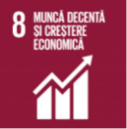 8 MUNCĂ DECENTĂ
ȘI CREȘTERE
ECONOMICĂ